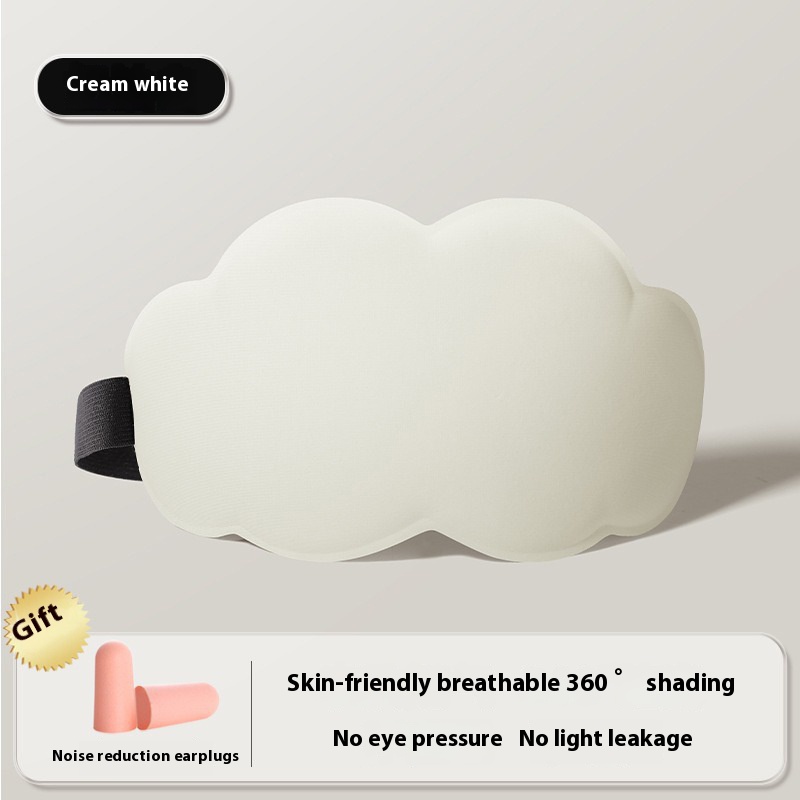 Cream white
Gift
Skin-friendly breathable 360° shading
No eye pressure No light leakage
Noise reduction earplugs